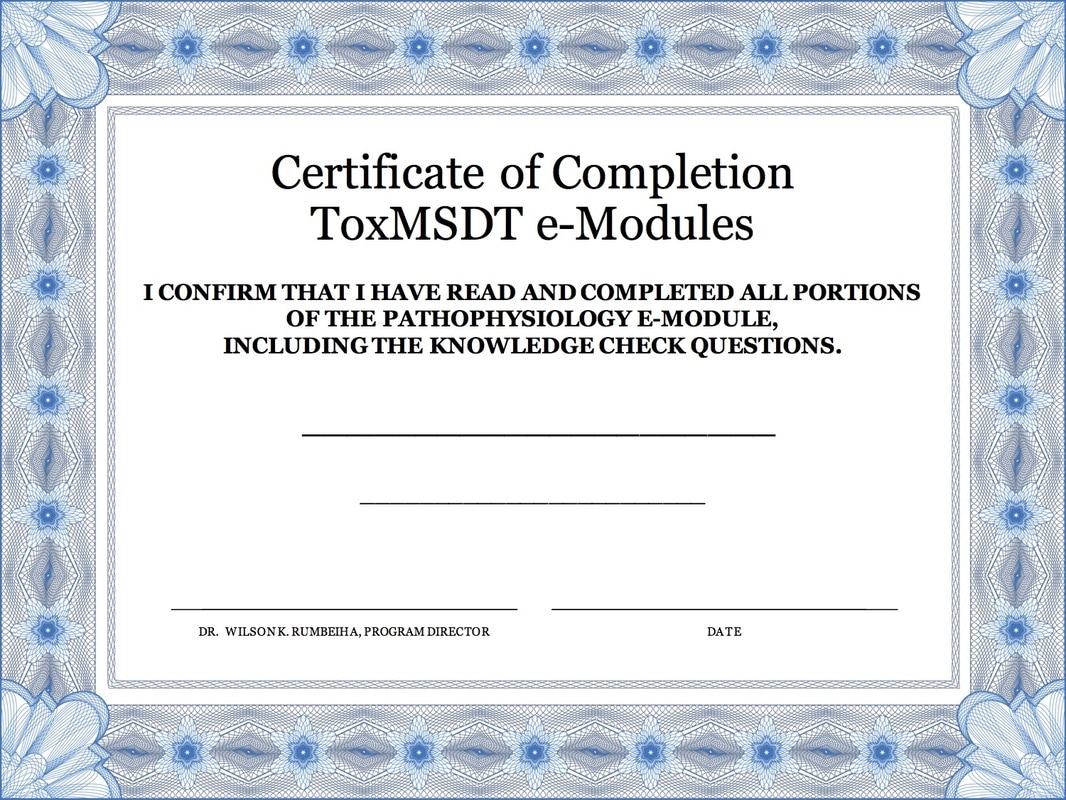 Certificate of Completion
ToxMSDT e-Modules
I CONFIRM THAT I HAVE READ AND COMPLETED ALL PORTIONS
OF THE PATHOPHYSIOLOGY E-MODULE,
INCLUDING THE KNOWLEDGE CHECK QUESTIONS.
DR. WILSON K. RUMBEIHA, PROGRAM DIRECTOR
DATE